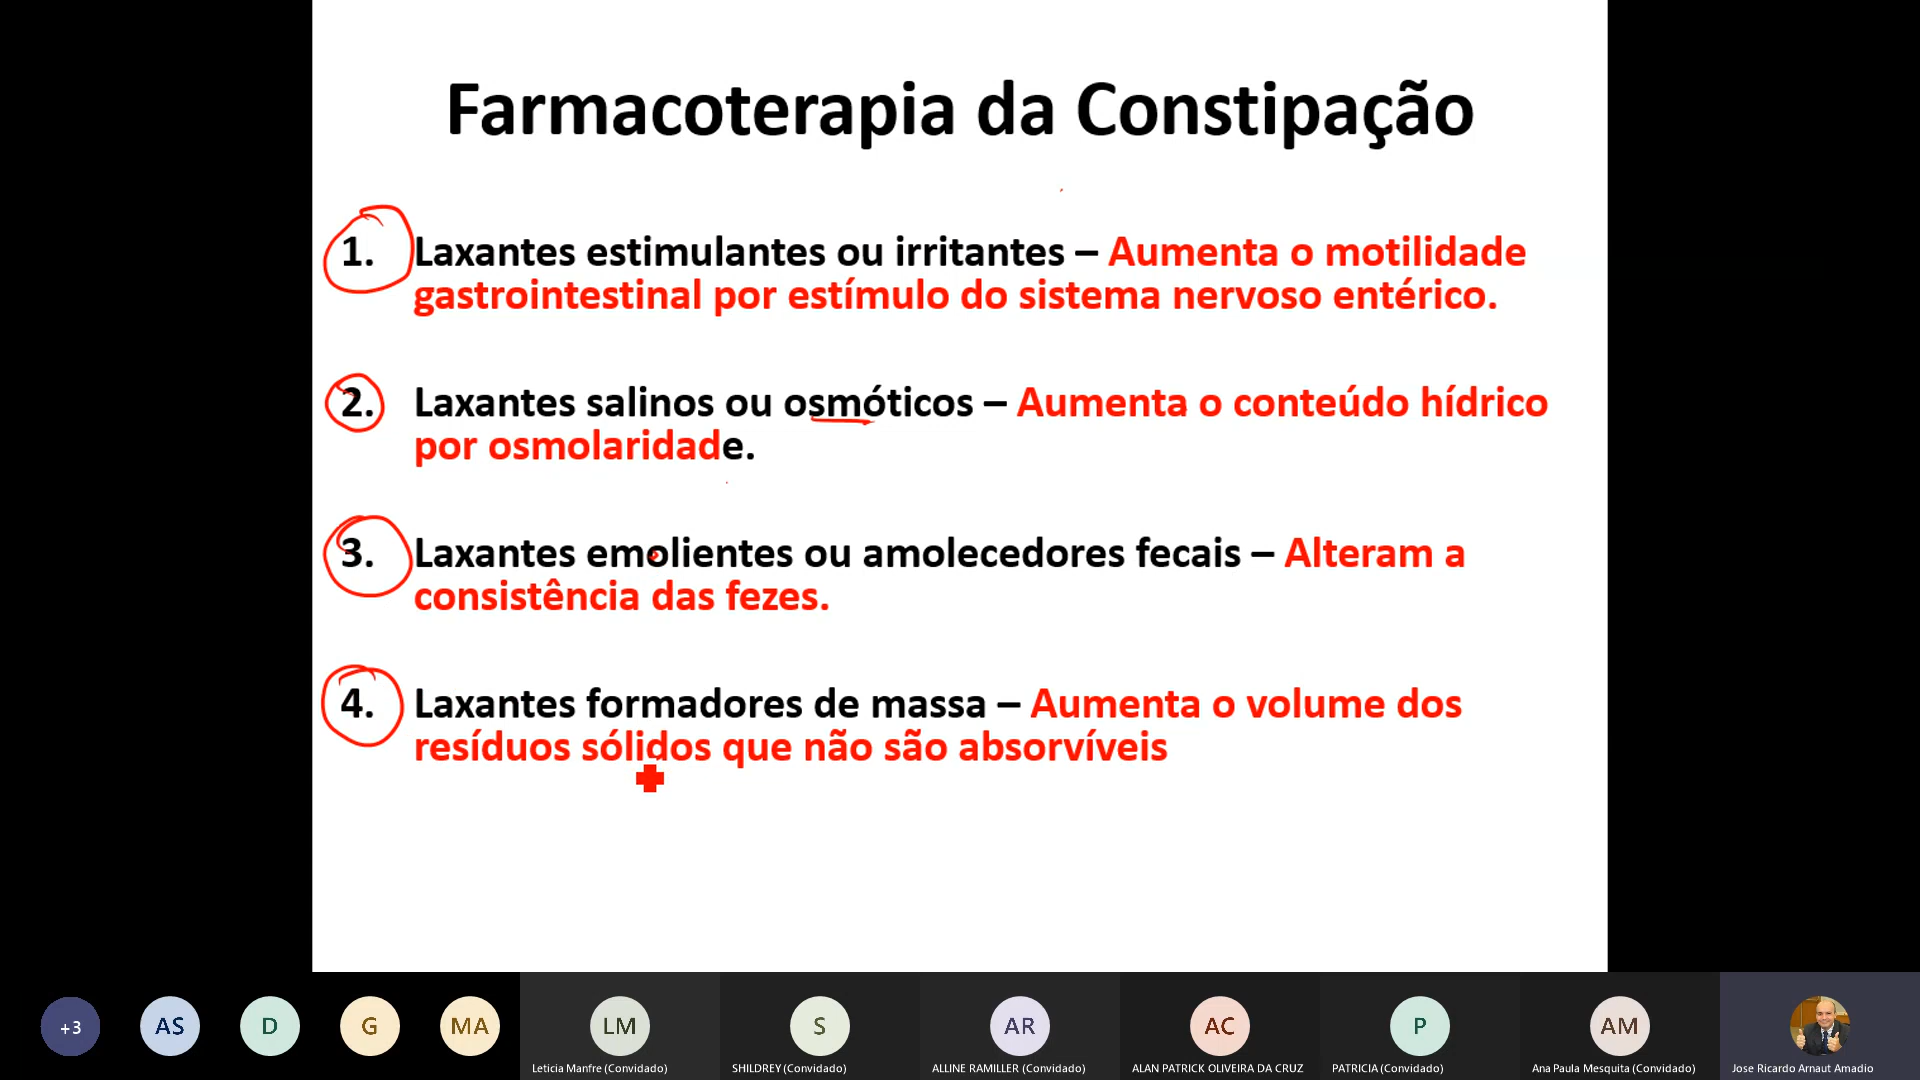 Farmacoterapia da Constipação
1. Laxantes estimulantes ou irritantes – Aumenta o motilidade
gastrointestinal por estímulo do sistema nervoso entérico.
2. Laxantes salinos ou osmóticos – Aumenta o conteúdo hídrico
por osmolaridade.
3. Laxantes emolientes ou amolecedores fecais – Alteram a
consistência das fezes.
4. Laxantes formadores de massa – Aumenta o volume dos
resíduos sólidos que não são absorvíveis
+3 AS D G MA LM S AR AC P AM
Leticia Manfre (Convidado) SHILDREY (Convidado) ALLINE RAMILLER (Convidado) ALAN PATRICK OLIVEIRA DA CRUZ PATRICIA (Convidado) Ana Paula Mesquita (Convidado) Jose Ricardo Arnaut Amadio